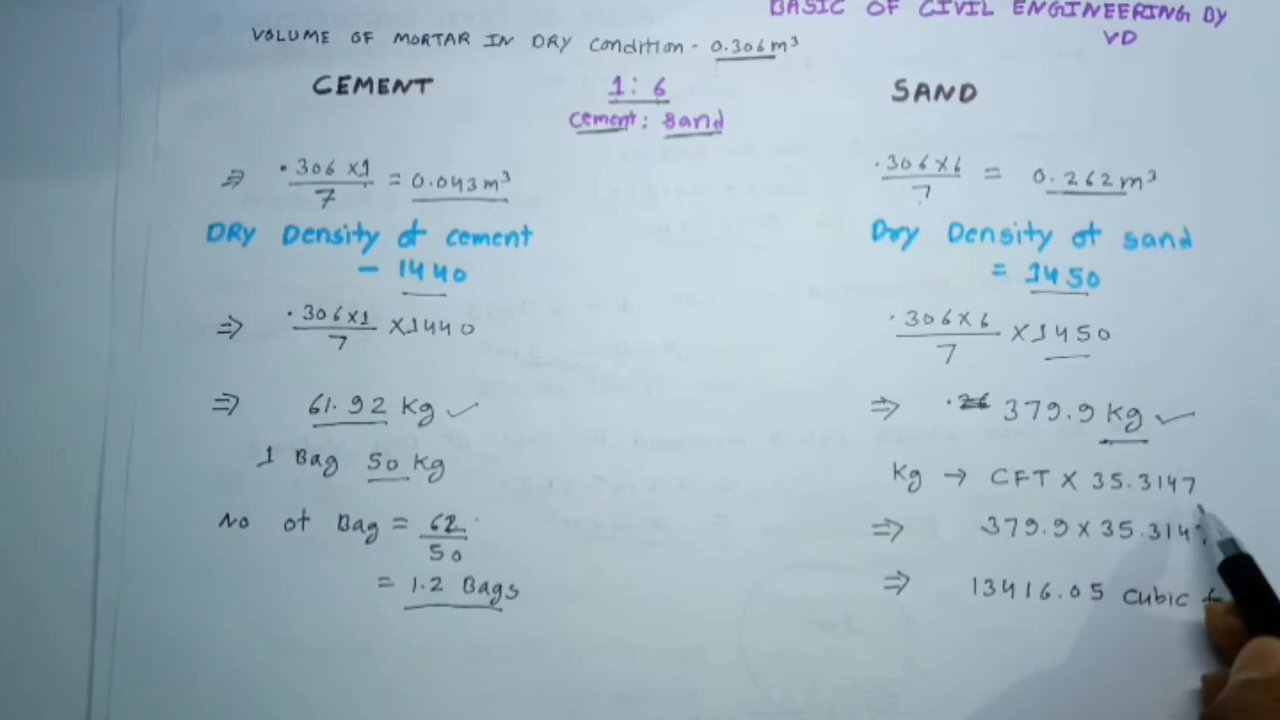 BASIC OF CIVIL ENGINEERING BY
VD
VOLUME OF MORTAR IN DRY Condition - 0.306 m³
CEMENT
1 : 6
Cement : Sand
SAND
⇒ .306 x 1 / 7 = 0.043 m³
DRY Density of cement
- 1440
⇒ .306 x 1 / 7 x 1440
⇒ 61.92 Kg ✓
1 Bag 50 Kg
No of Bag = 62 / 50
= 1.2 Bags
.306 x 6 / 7 = 0.262 m³
Dry Density of sand
= 1450
.306 x 6 / 7 x 1450
⇒ 379.9 kg ✓
Kg → CFT x 35.3147
⇒ 379.9 x 35.314
⇒ 13416.05 Cubic